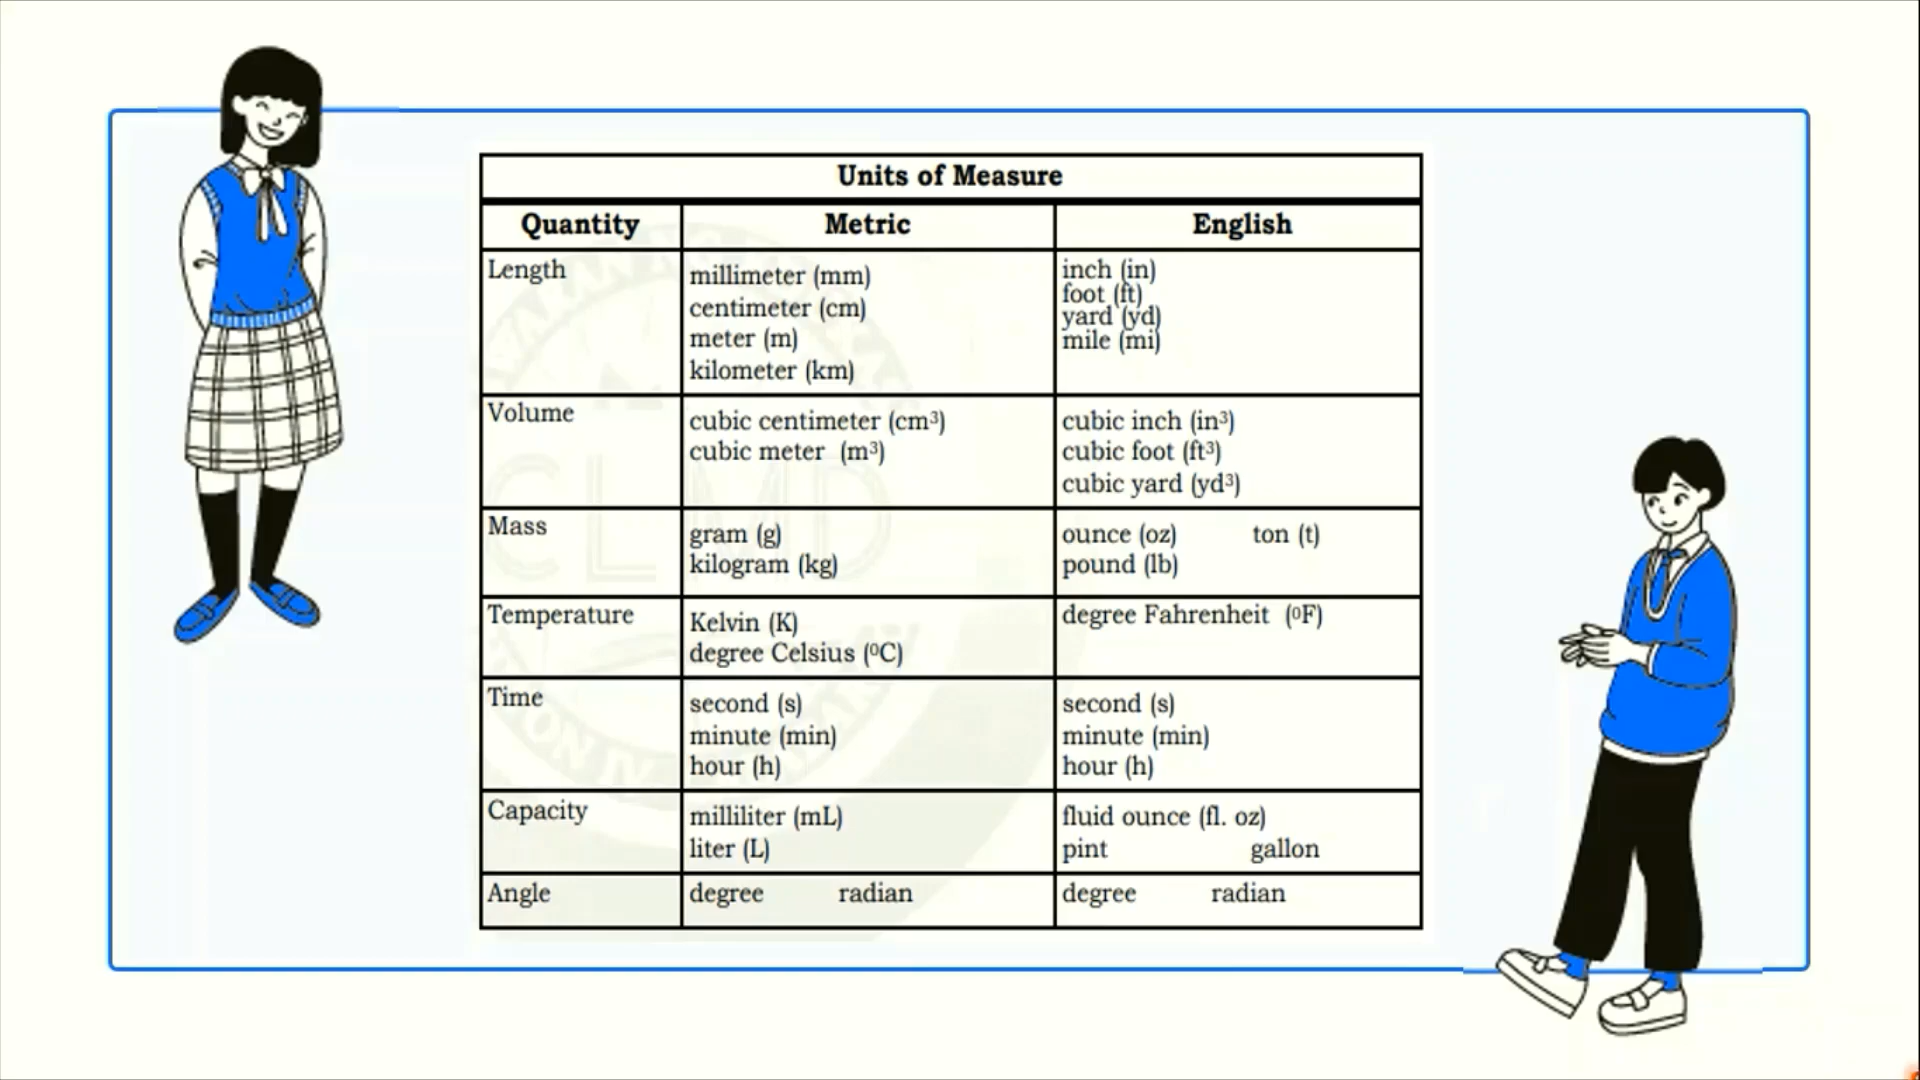 Units of Measure
Quantity Metric English
Length
millimeter (mm)
centimeter (cm)
meter (m)
kilometer (km)
inch (in)
foot (ft)
yard (yd)
mile (mi)
Volume
cubic centimeter (cm³)
cubic meter (m³)
cubic inch (in³)
cubic foot (ft³)
cubic yard (yd³)
Mass
gram (g)
kilogram (kg)
ounce (oz) ton (t)
pound (lb)
Temperature
Kelvin (K)
degree Celsius (⁰C)
degree Fahrenheit (⁰F)
Time
second (s)
minute (min)
hour (h)
second (s)
minute (min)
hour (h)
Capacity
milliliter (mL)
liter (L)
fluid ounce (fl. oz)
pint gallon
Angle
degree radian
degree radian
CLMD